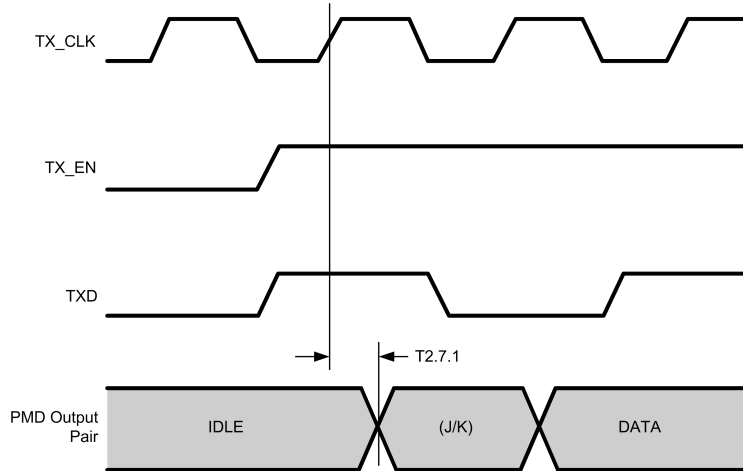 TX_CLK
TX_EN
TXD
T2.7.1
PMD Output
Pair
IDLE
(J/K)
DATA